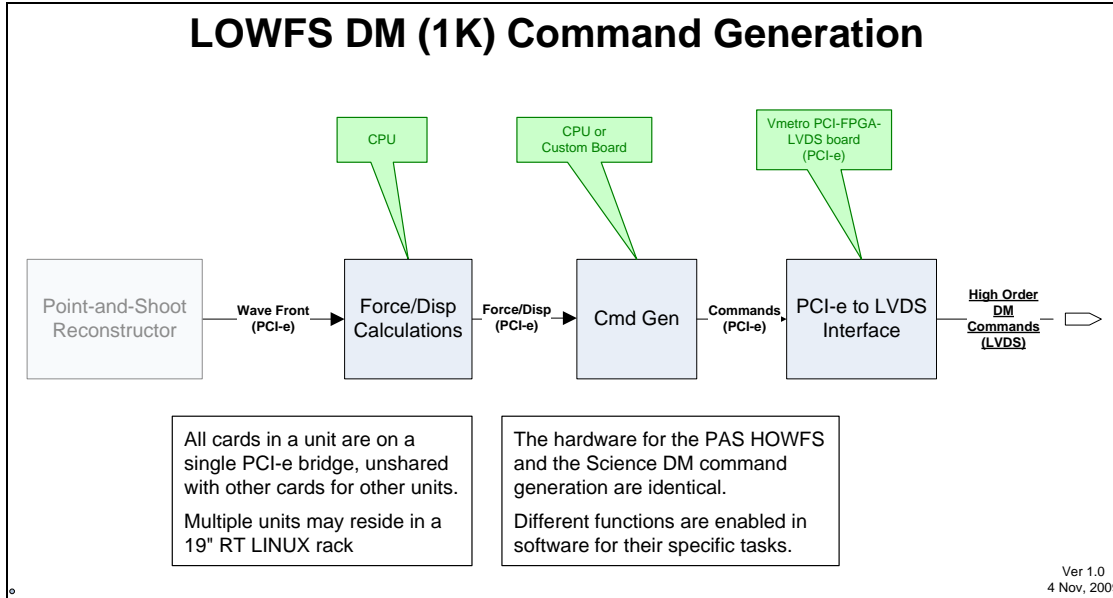 LOWFS DM (1K) Command Generation
CPU
CPU or
Custom Board
Vmetro PCI-FPGA-
LVDS board
(PCI-e)
Point-and-Shoot
Reconstructor
Wave Front
(PCI-e)
Force/Disp
Calculations
Force/Disp
(PCI-e)
Cmd Gen
Commands
(PCI-e)
PCI-e to LVDS
Interface
High Order
DM
Commands
(LVDS)
All cards in a unit are on a
single PCI-e bridge, unshared
with other cards for other units.
Multiple units may reside in a
19" RT LINUX rack
The hardware for the PAS HOWFS
and the Science DM command
generation are identical.
Different functions are enabled in
software for their specific tasks.
Ver 1.0
4 Nov, 2009